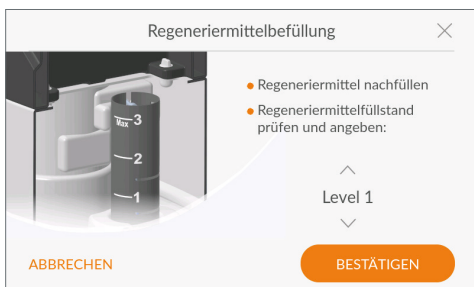 Regeneriermittelbefüllung
Max 3
2
1
• Regeneriermittel nachfüllen
• Regeneriermittelfüllstand
prüfen und angeben:
Level 1
ABBRECHEN
BESTÄTIGEN